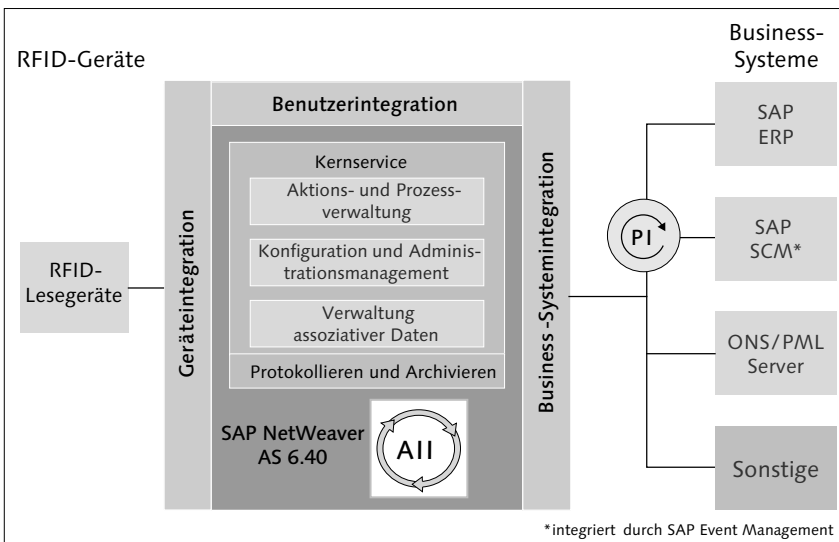 RFID-Geräte
Business-
Systeme
Benutzerintegration
Kernservice
Aktions- und Prozess-
verwaltung
Konfiguration und Adminis-
trationsmanagement
Verwaltung
assoziativer Daten
Protokollieren und Archivieren
SAP NetWeaver
AS 6.40
AII
Geräteintegration
Business -Systemintegration
RFID-
Lesegeräte
PI
SAP
ERP
SAP
SCM*
ONS/PML
Server
Sonstige
*integriert durch SAP Event Management